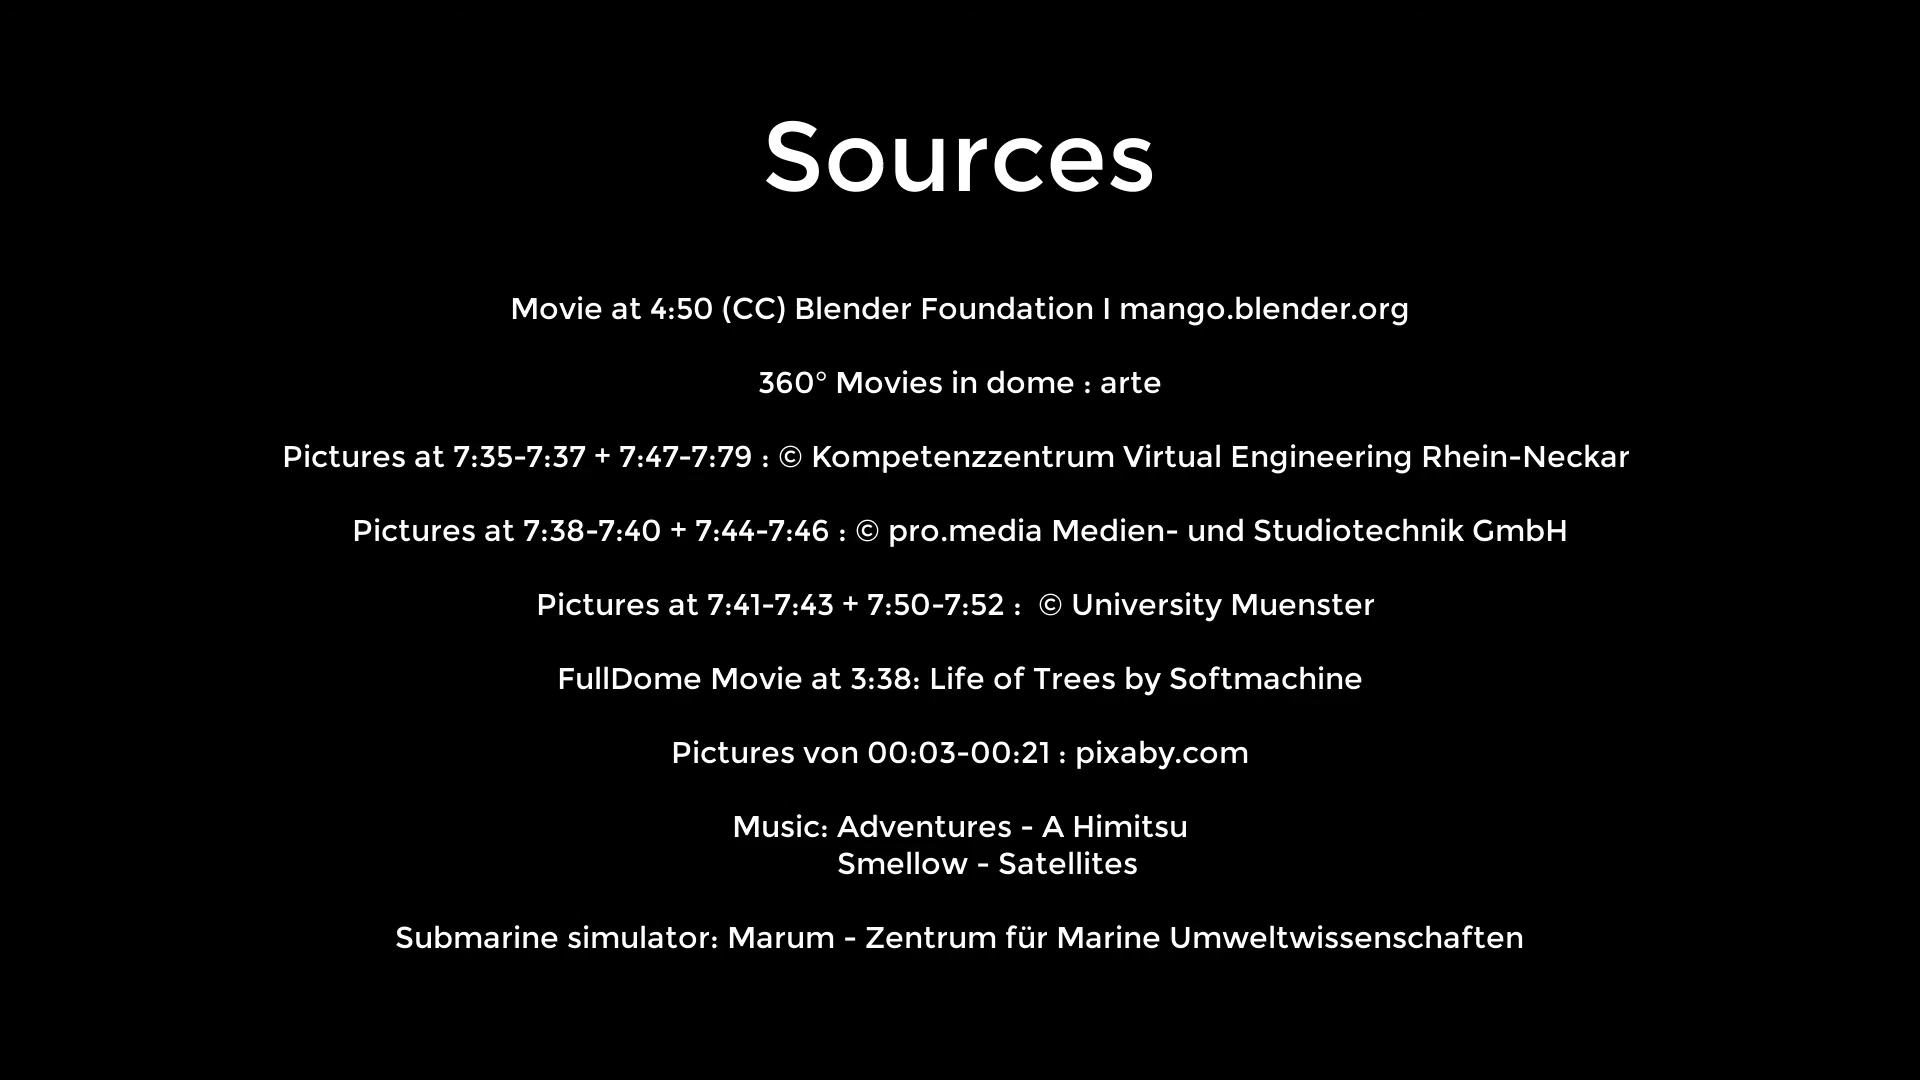 Sources
Movie at 4:50 (CC) Blender Foundation I mango.blender.org
360° Movies in dome : arte
Pictures at 7:35-7:37 + 7:47-7:79 : © Kompetenzzentrum Virtual Engineering Rhein-Neckar
Pictures at 7:38-7:40 + 7:44-7:46 : © pro.media Medien- und Studiotechnik GmbH
Pictures at 7:41-7:43 + 7:50-7:52 :  © University Muenster
FullDome Movie at 3:38: Life of Trees by Softmachine
Pictures von 00:03-00:21 : pixaby.com
Music: Adventures - A Himitsu
Smellow - Satellites
Submarine simulator: Marum - Zentrum für Marine Umweltwissenschaften